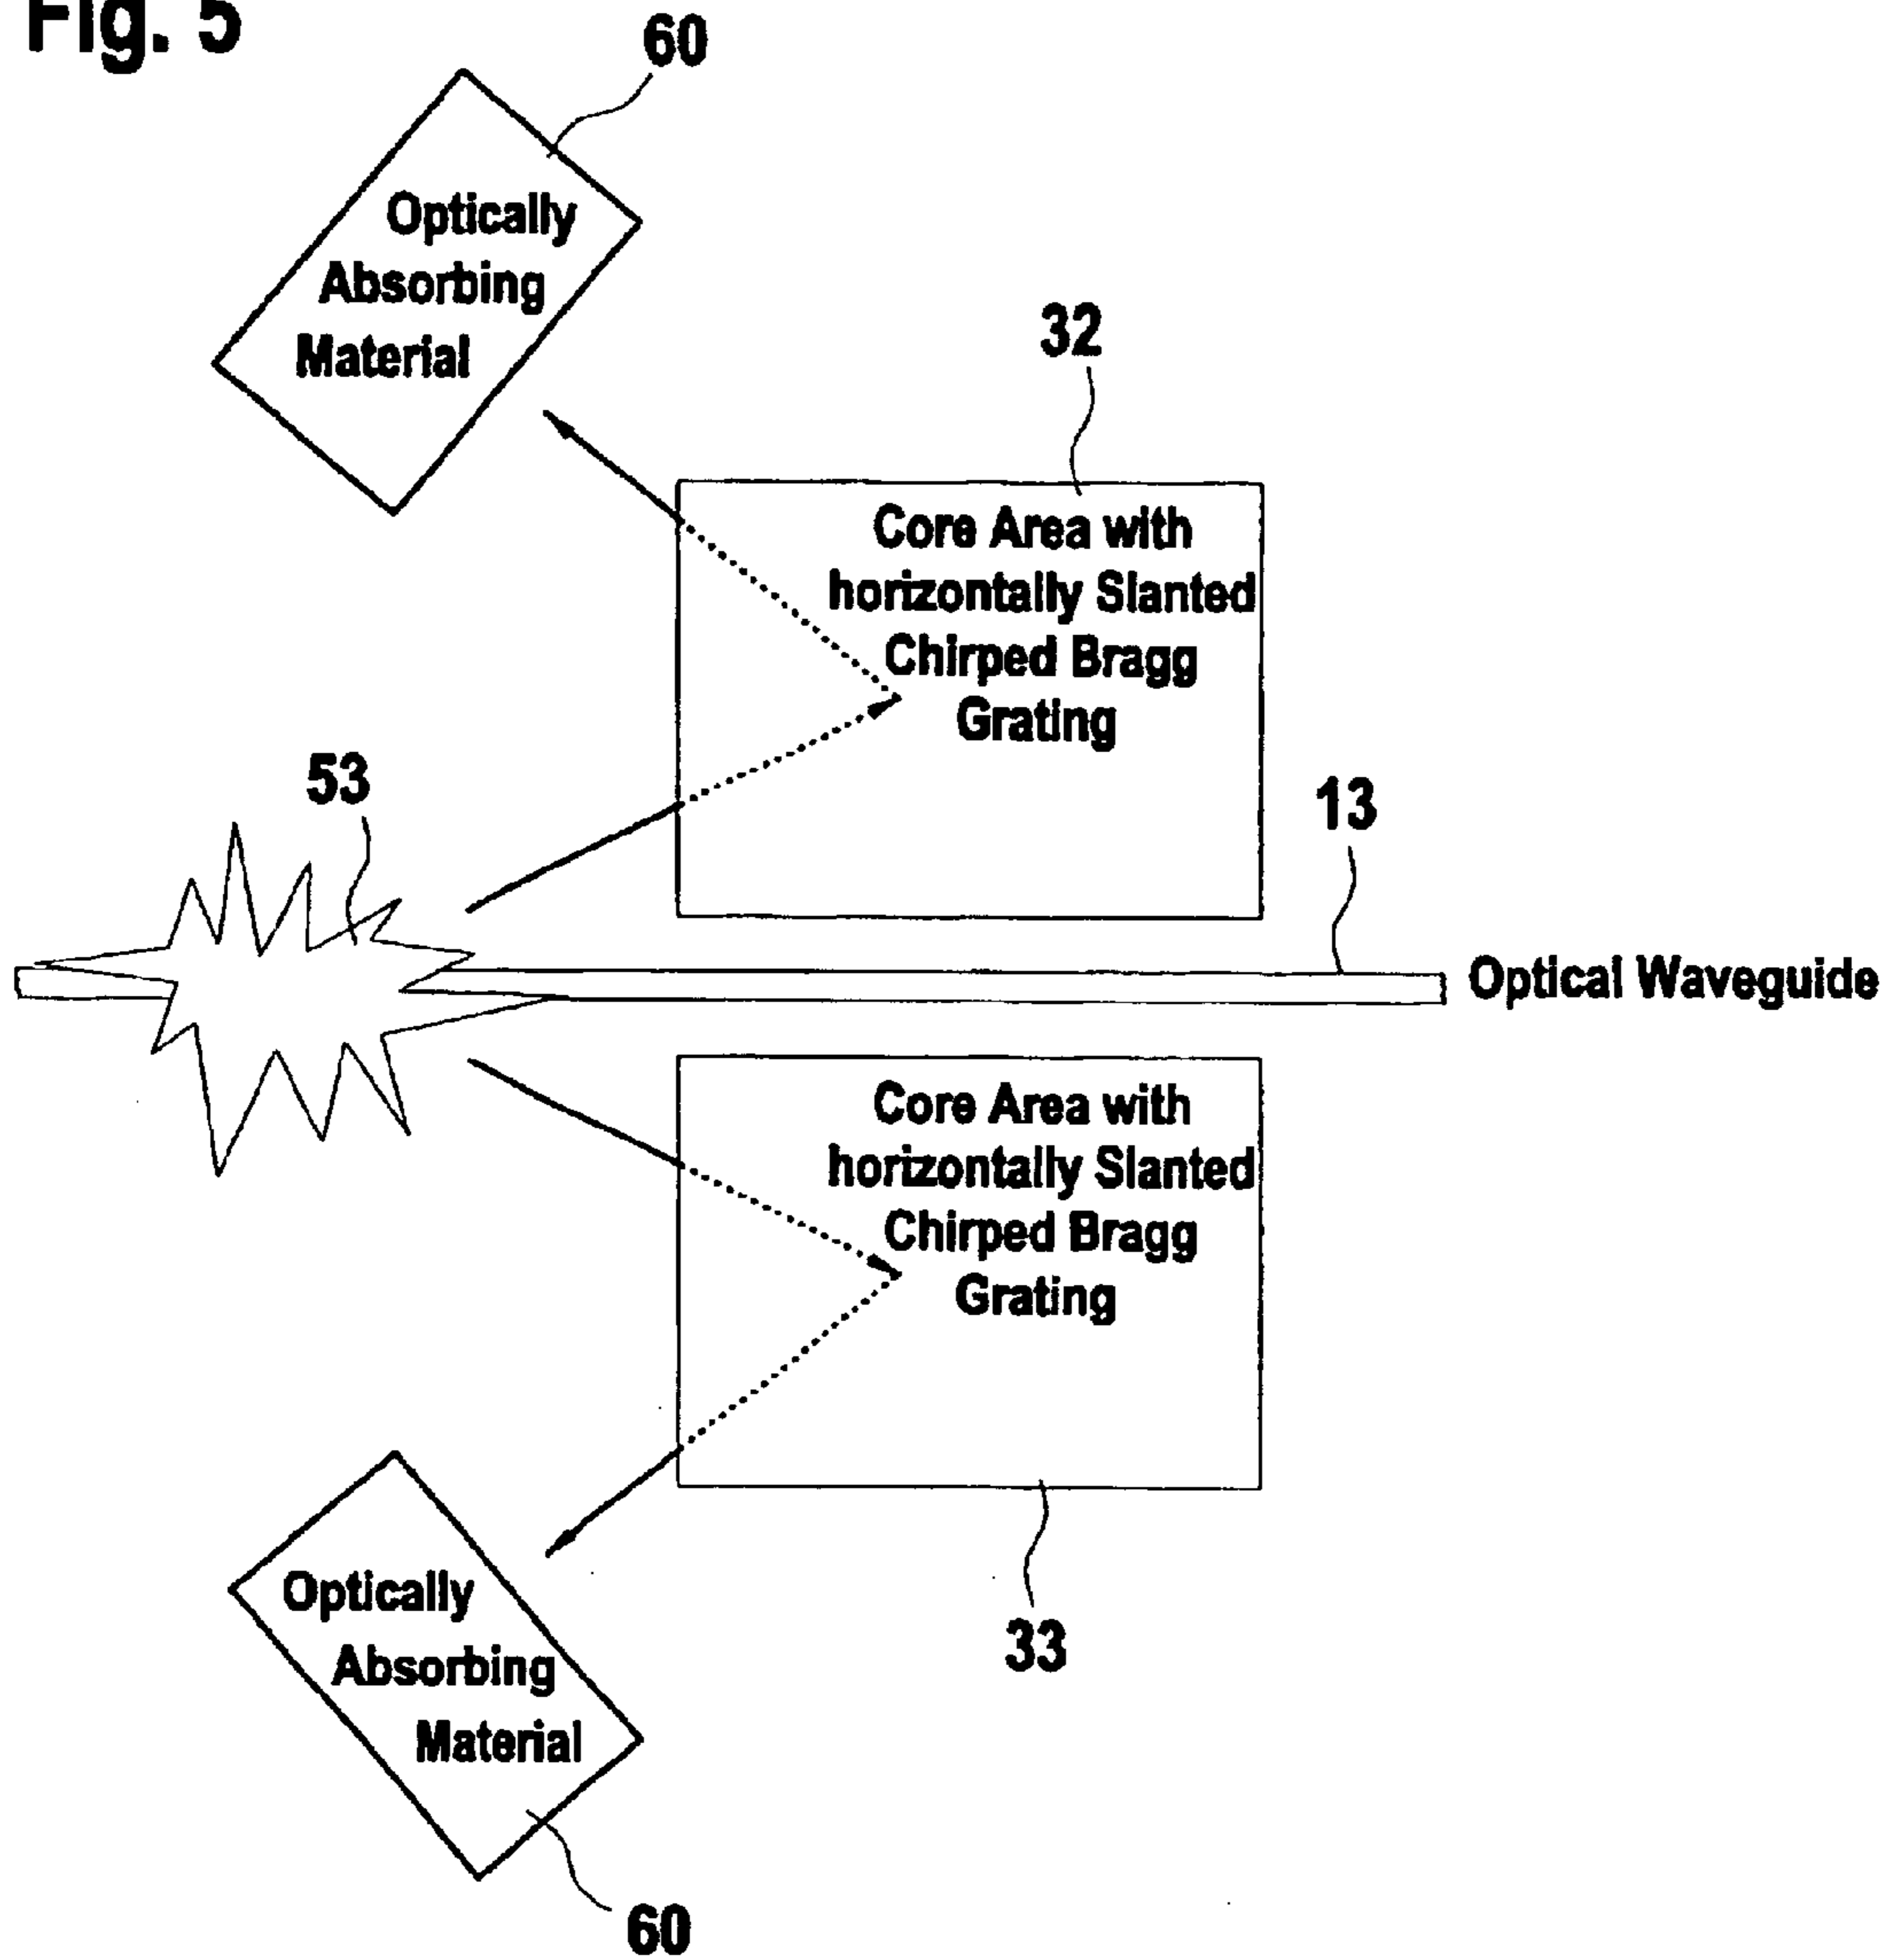 Fig. 5
60
Optically
Absorbing
Material
32
Core Area with
horizontally Slanted
Chirped Bragg
Grating
53
13
Optical Waveguide
Core Area with
horizontally Slanted
Chirped Bragg
Grating
33
Optically
Absorbing
Material
60